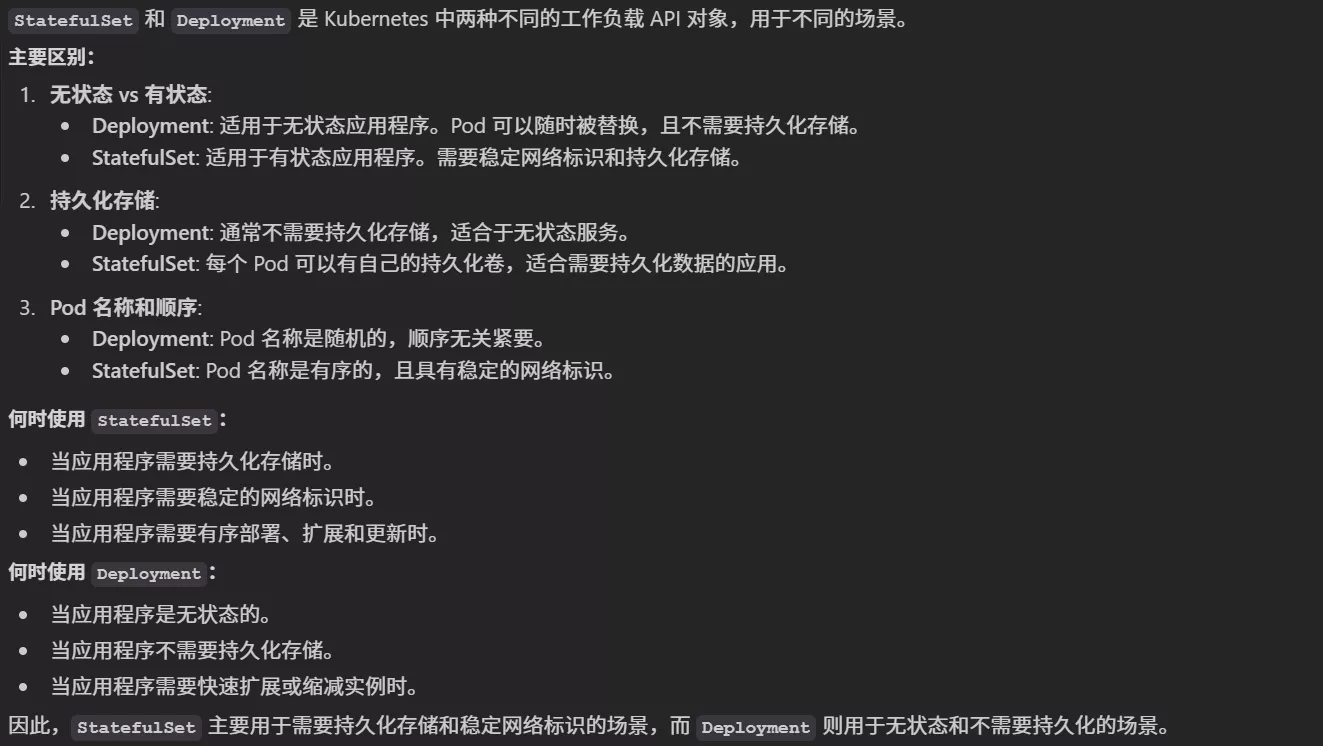 StatefulSet 和 Deployment 是 Kubernetes 中两种不同的工作负载 API 对象，用于不同的场景。
主要区别：
1. 无状态 vs 有状态:
• Deployment: 适用于无状态应用程序。Pod 可以随时被替换，且不需要持久化存储。
• StatefulSet: 适用于有状态应用程序。需要稳定网络标识和持久化存储。
2. 持久化存储:
• Deployment: 通常不需要持久化存储，适合于无状态服务。
• StatefulSet: 每个 Pod 可以有自己的持久化卷，适合需要持久化数据的应用。
3. Pod 名称和顺序:
• Deployment: Pod 名称是随机的，顺序无关紧要。
• StatefulSet: Pod 名称是有序的，且具有稳定的网络标识。
何时使用 StatefulSet：
• 当应用程序需要持久化存储时。
• 当应用程序需要稳定的网络标识时。
• 当应用程序需要有序部署、扩展和更新时。
何时使用 Deployment：
• 当应用程序是无状态的。
• 当应用程序不需要持久化存储。
• 当应用程序需要快速扩展或缩减实例时。
因此，StatefulSet 主要用于需要持久化存储和稳定网络标识的场景，而 Deployment 则用于无状态和不需要持久化的场景。